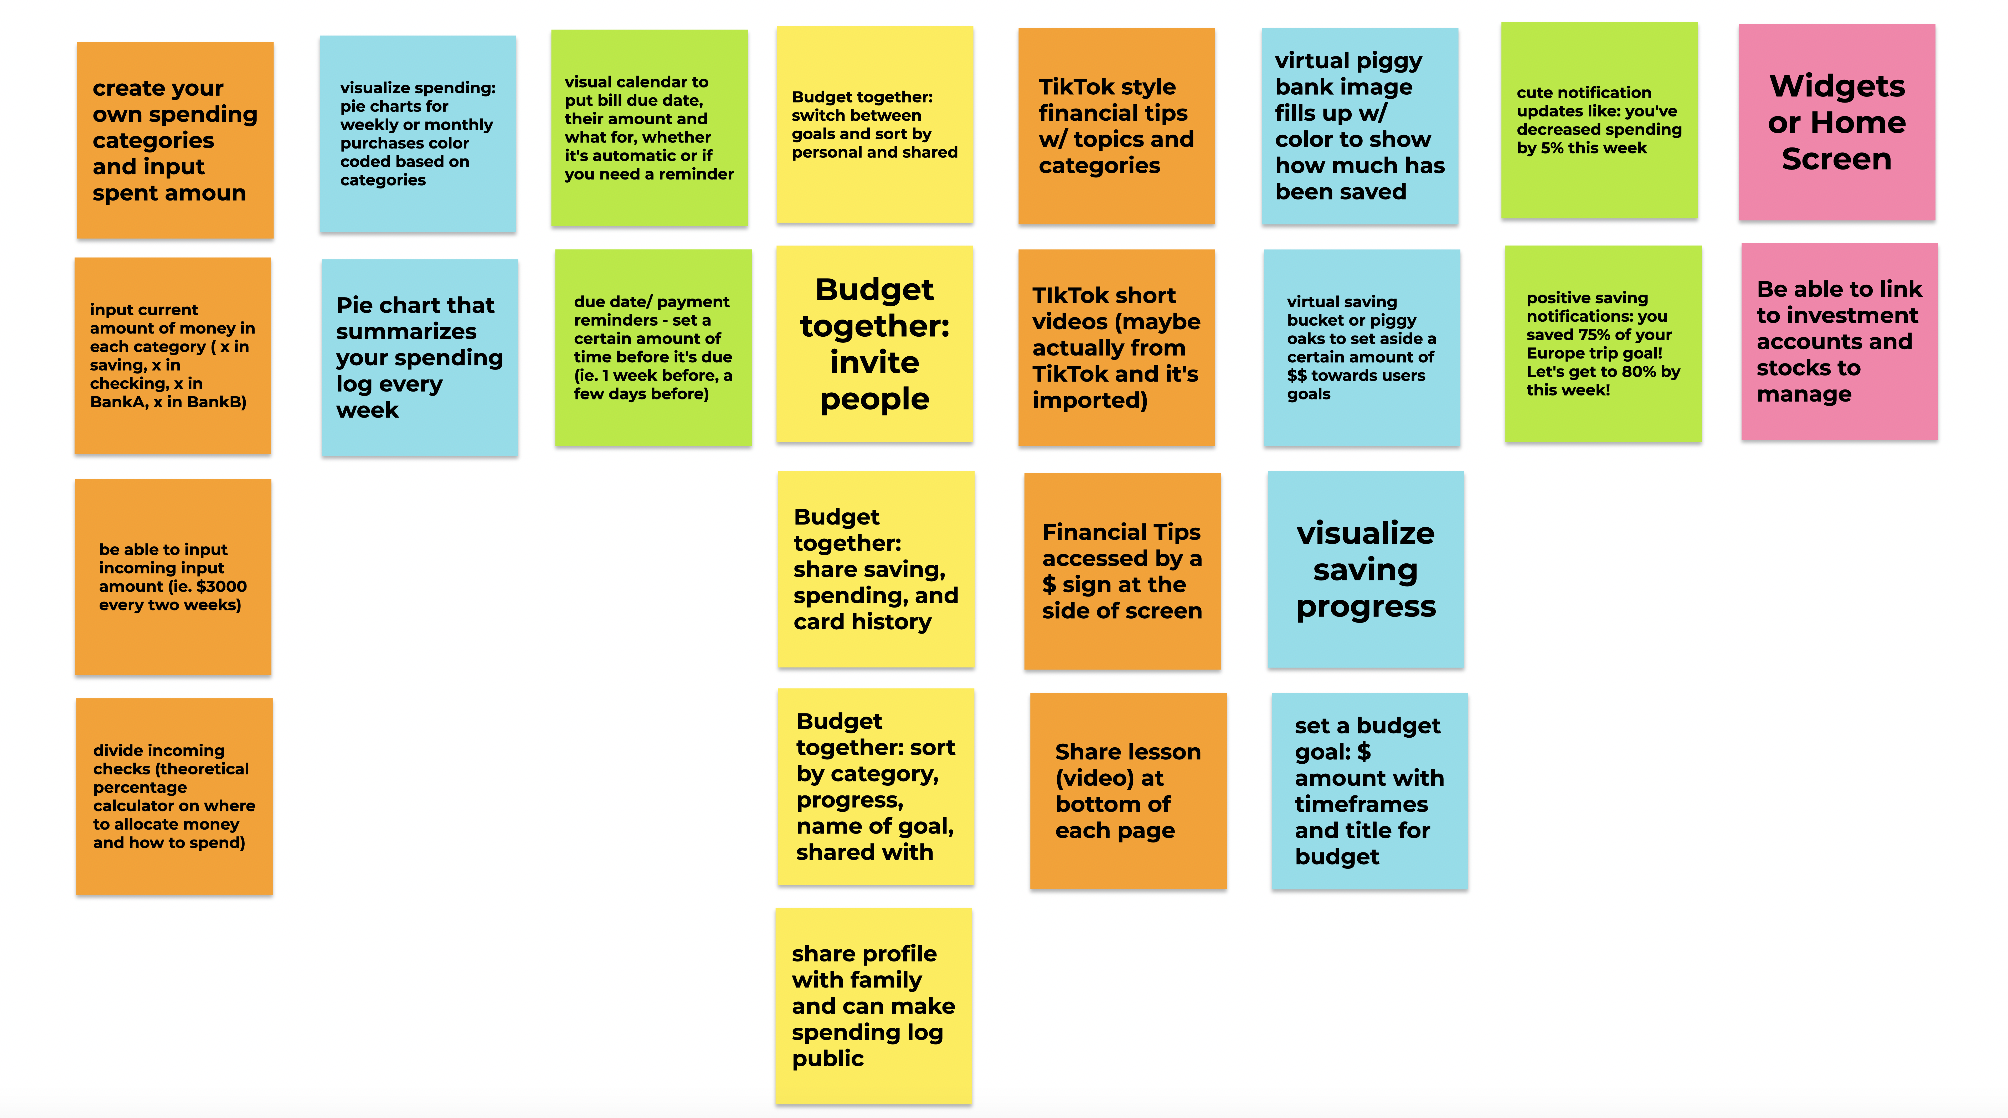 create your
own spending
categories
and input
spent amoun
input current
amount of money in
each category ( x in
saving, x in
checking, x in
BankA, x in BankB)
be able to input
incoming input
amount (ie. $3000
every two weeks)
divide incoming
checks (theoretical
percentage
calculator on where
to allocate money
and how to spend)
visualize spending:
pie charts for
weekly or monthly
purchases color
coded based on
categories
Pie chart that
summarizes
your spending
log every
week
visual calendar to
put bill due date,
their amount and
what for, whether
it's automatic or if
you need a reminder
due date/ payment
reminders - set a
certain amount of
time before it's due
(ie. 1 week before, a
few days before)
Budget together:
switch between
goals and sort by
personal and shared
Budget
together:
invite
people
Budget
together:
share saving,
spending, and
card history
Budget
together: sort
by category,
progress,
name of goal,
shared with
share profile
with family
and can make
spending log
public
TikTok style
financial tips
w/ topics and
categories
TIkTok short
videos (maybe
actually from
TikTok and it's
imported)
Financial Tips
accessed by a
$ sign at the
side of screen
Share lesson
(video) at
bottom of
each page
virtual piggy
bank image
fills up w/
color to show
how much has
been saved
virtual saving
bucket or piggy
oaks to set aside a
certain amount of
$$ towards users
goals
visualize
saving
progress
set a budget
goal: $
amount with
timeframes
and title for
budget
cute notification
updates like: you've
decreased spending
by 5% this week
positive saving
notifications: you
saved 75% of your
Europe trip goal!
Let's get to 80% by
this week!
Widgets
or Home
Screen
Be able to link
to investment
accounts and
stocks to
manage